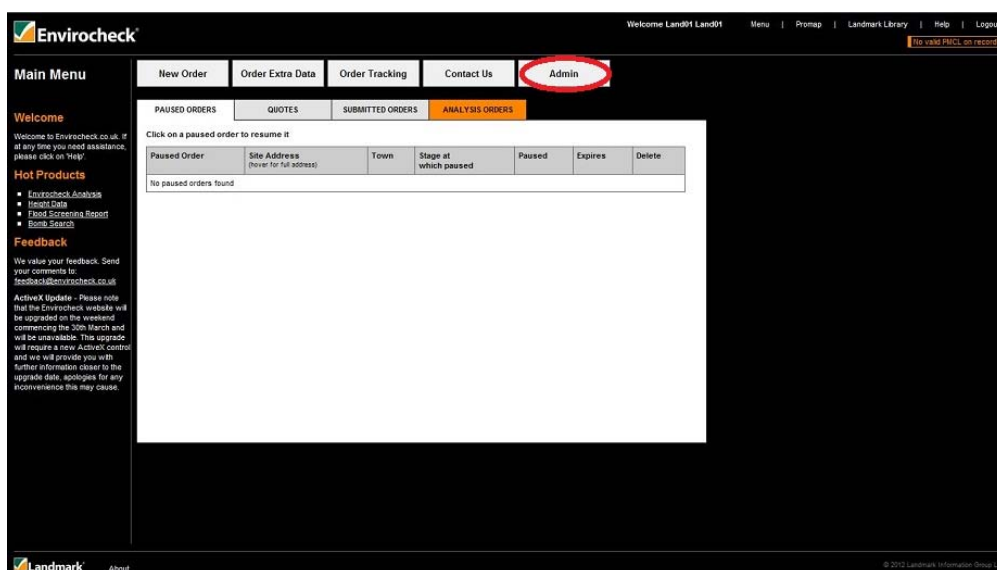 Envirocheck®
Welcome Land01 Land01 Menu | Promap | Landmark Library | Help | Logou
No valid PMCL on record
Main Menu
New Order
Order Extra Data
Order Tracking
Contact Us
Admin
PAUSED ORDERS
QUOTES
SUBMITTED ORDERS
ANALYSIS ORDERS
Welcome
Welcome to Envirocheck.co.uk. If
at any time you need assistance,
please click on 'Help'.
Hot Products
Envirocheck Analysis
Height Data
Flood Screening Report
Bomb Search
Feedback
We value your feedback. Send
your comments to:
feedback@envirocheck.co.uk
ActiveX Update - Please note
that the Envirocheck website will
be upgraded on the weekend
commencing the 30th March and
will be unavailable. This upgrade
will require a new ActiveX control
and we will provide you with
further information closer to the
upgrade date, apologies for any
inconvenience this may cause.
Click on a paused order to resume it
Paused Order
Site Address
(hover for full address)
Town
Stage at
which paused
Paused
Expires
Delete
No paused orders found
Landmark®
About
© 2012 Landmark Information Group L